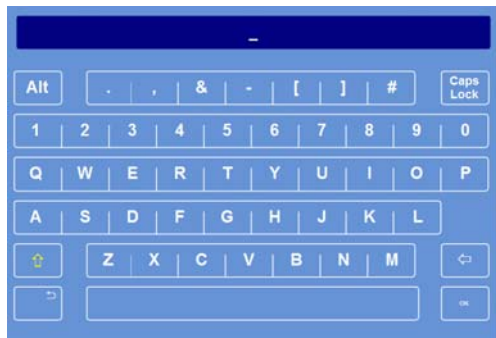 _
Alt . , & - [ ] # Caps Lock
1 2 3 4 5 6 7 8 9 0
Q W E R T Y U I O P
A S D F G H J K L
Z X C V B N M
OK